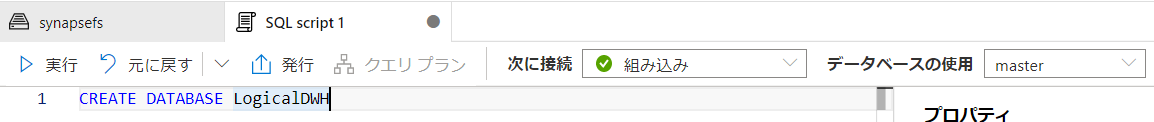 synapsefs SQL script 1
実行 元に戻す 発行 クエリ プラン 次に接続 組み込み データベースの使用 master
1 CREATE DATABASE LogicalDWH
プロパティ